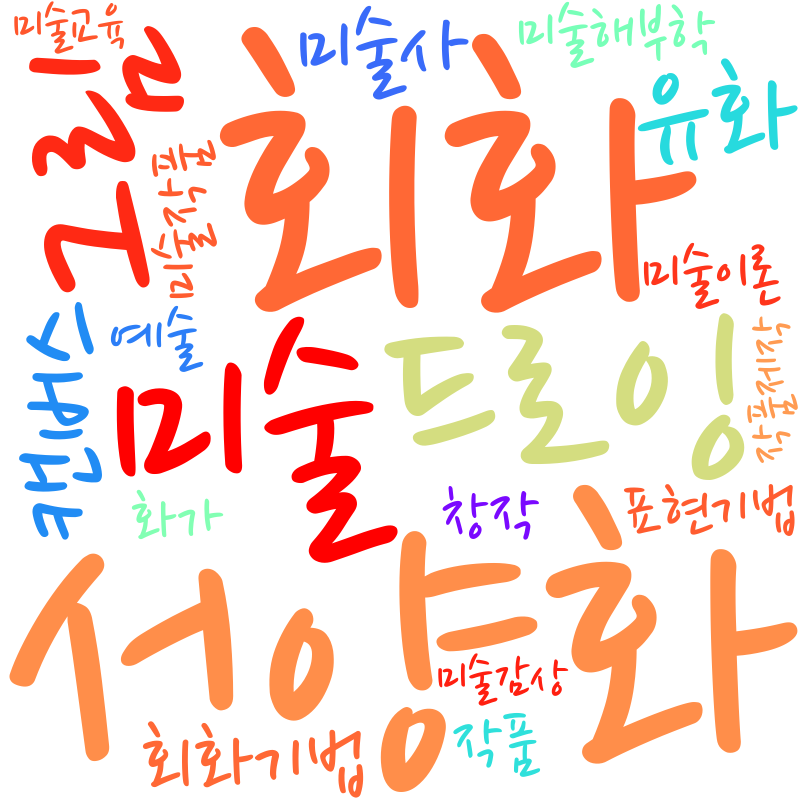 미술교육
미술사
미술해부학
그림
회화
유화
미술작품
미술이론
캔버스
예술
미술
드로잉
작품제작
화가
창작
표현기법
서양화
미술감상
회화기법
작품